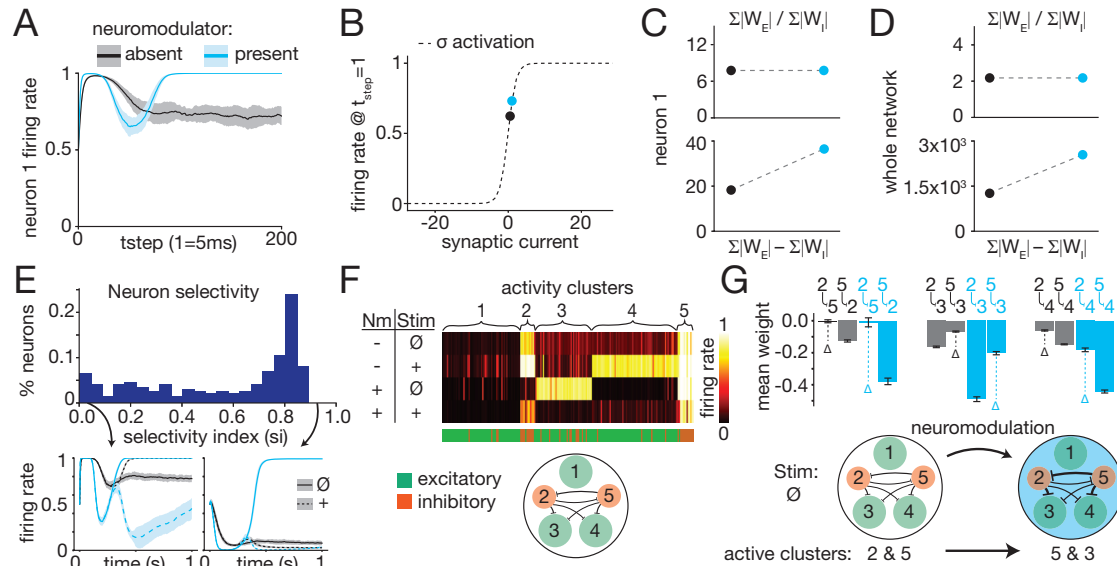 A
neuromodulator:
absent
present
neuron 1 firing rate
1
0.5
0
0
200
tstep (1=5ms)
B
σ activation
firing rate @ t_step=1
1
0.5
0
-20
0
20
synaptic current
C
Σ|W_E| / Σ|W_I|
12
6
0
neuron 1
40
20
0
Σ|W_E| – Σ|W_I|
D
Σ|W_E| / Σ|W_I|
4
2
0
whole network
3x10³
1.5x10³
0
Σ|W_E| – Σ|W_I|
E
Neuron selectivity
% neurons
0.2
0.1
0
0.0
0.2
0.4
0.6
0.8
1.0
selectivity index (si)
firing rate
1
0.5
0
0
1
time (s)
Ø
+
0
1
time (s)
F
activity clusters
Nm
Stim
1
2
3
4
5
- Ø
- +
+ Ø
+ +
firing rate
1
0
excitatory
inhibitory
1
2
5
3
4
G
2 5 2 5
5 2 5 2
2 5 2 5
3 3 3 3
2 5 2 5
4 4 4 4
mean weight
0.0
-0.2
-0.4
Δ
Δ
Δ
Δ
Δ
Δ
neuromodulation
Stim:
Ø
1
2
5
3
4
1
2
5
3
4
active clusters:
2 & 5
5 & 3